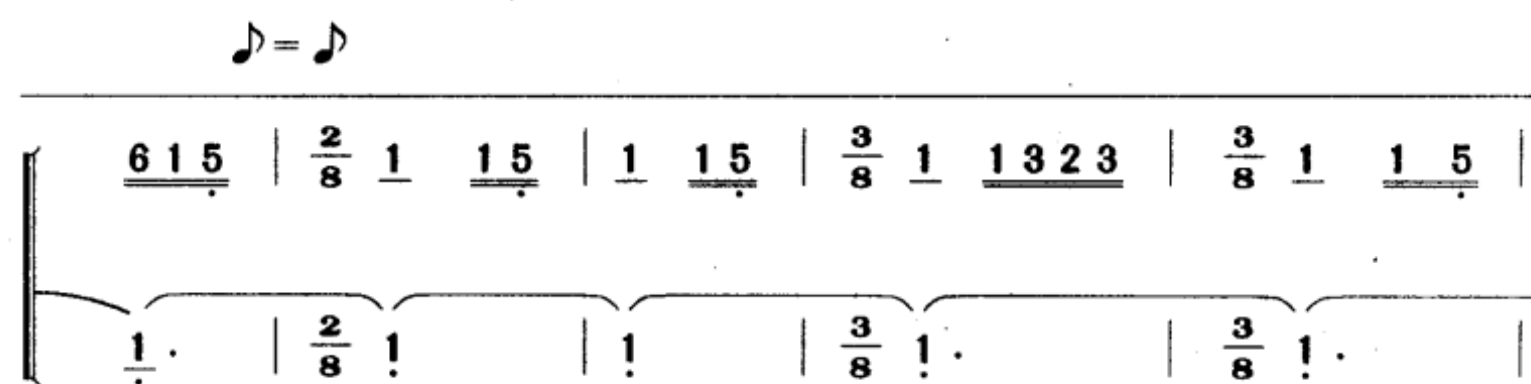 ♪=♪
6 1 5̣ | 2/8 1 1 5̣ | 1 1 5̣ | 3/8 1 1 3 2 3 | 3/8 1 1 5̣ |
1̣ · | 2/8 1̣ | 1̣ | 3/8 1̣ · | 3/8 1̣ · |